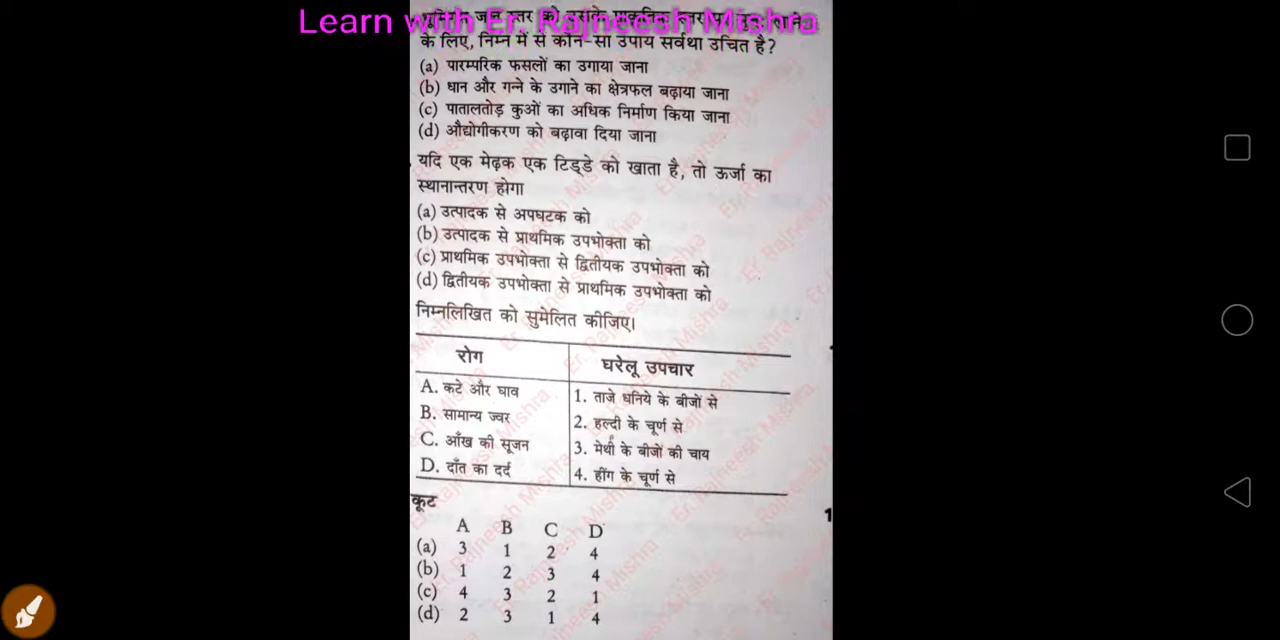 Learn with Er. Rajneesh Mishra
के लिए, निम्न में से कौन-सा उपाय सर्वथा उचित है?
(a) पारम्परिक फसलों का उगाया जाना
(b) धान और गन्ने के उगाने का क्षेत्रफल बढ़ाया जाना
(c) पातालतोड़ कुओं का अधिक निर्माण किया जाना
(d) औद्योगीकरण को बढ़ावा दिया जाना
यदि एक मेढ़क एक टिड्डे को खाता है, तो ऊर्जा का
स्थानान्तरण होगा
(a) उत्पादक से अपघटक को
(b) उत्पादक से प्राथमिक उपभोक्ता को
(c) प्राथमिक उपभोक्ता से द्वितीयक उपभोक्ता को
(d) द्वितीयक उपभोक्ता से प्राथमिक उपभोक्ता को
निम्नलिखित को सुमेलित कीजिए।
रोग घरेलू उपचार
A. कटे और घाव 1. ताजे धनिये के बीजों से
B. सामान्य ज्वर 2. हल्दी के चूर्ण से
C. आँख की सूजन 3. मेथी के बीजों की चाय
D. दाँत का दर्द 4. हींग के चूर्ण से
कूट
A B C D
(a) 3 1 2 4
(b) 1 2 3 4
(c) 4 3 2 1
(d) 2 3 1 4
1